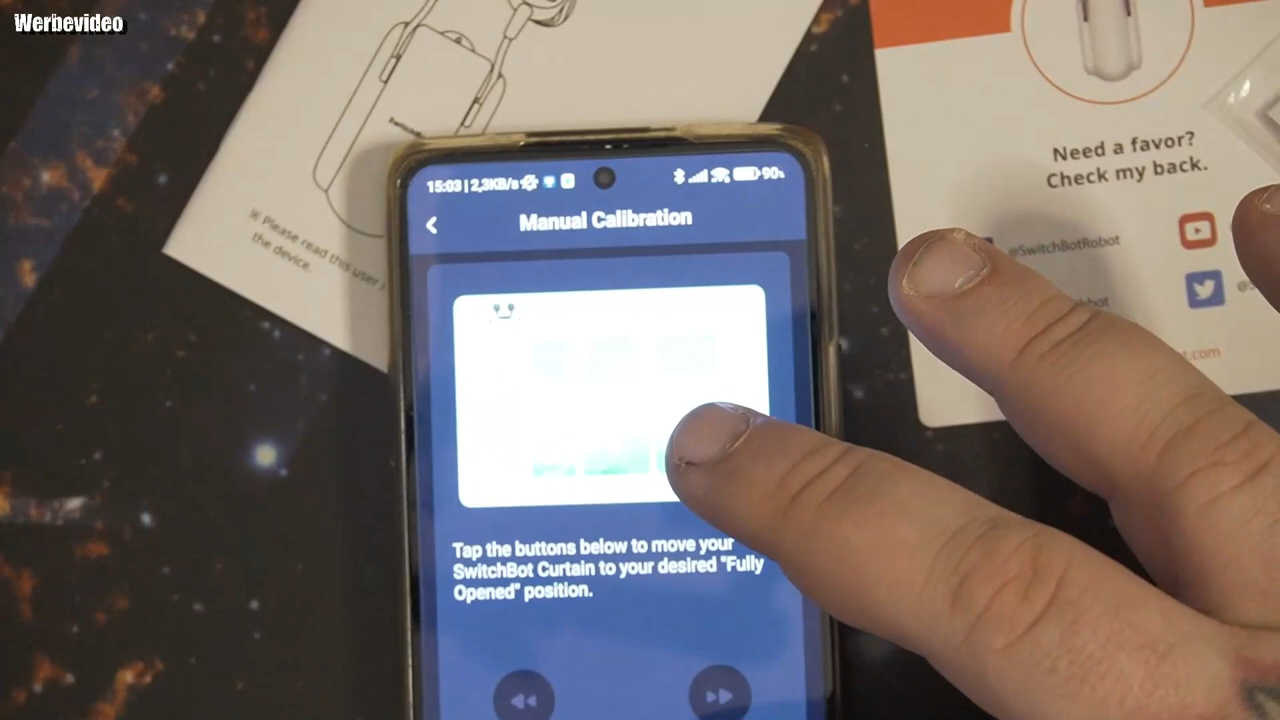 Werbevideo
※ Please read this user
the device.
Need a favor?
Check my back.
@SwitchBotRobot
15:03 | 2,3KB/s
90%
Manual Calibration
Tap the buttons below to move your
SwitchBot Curtain to your desired "Fully
Opened" position.